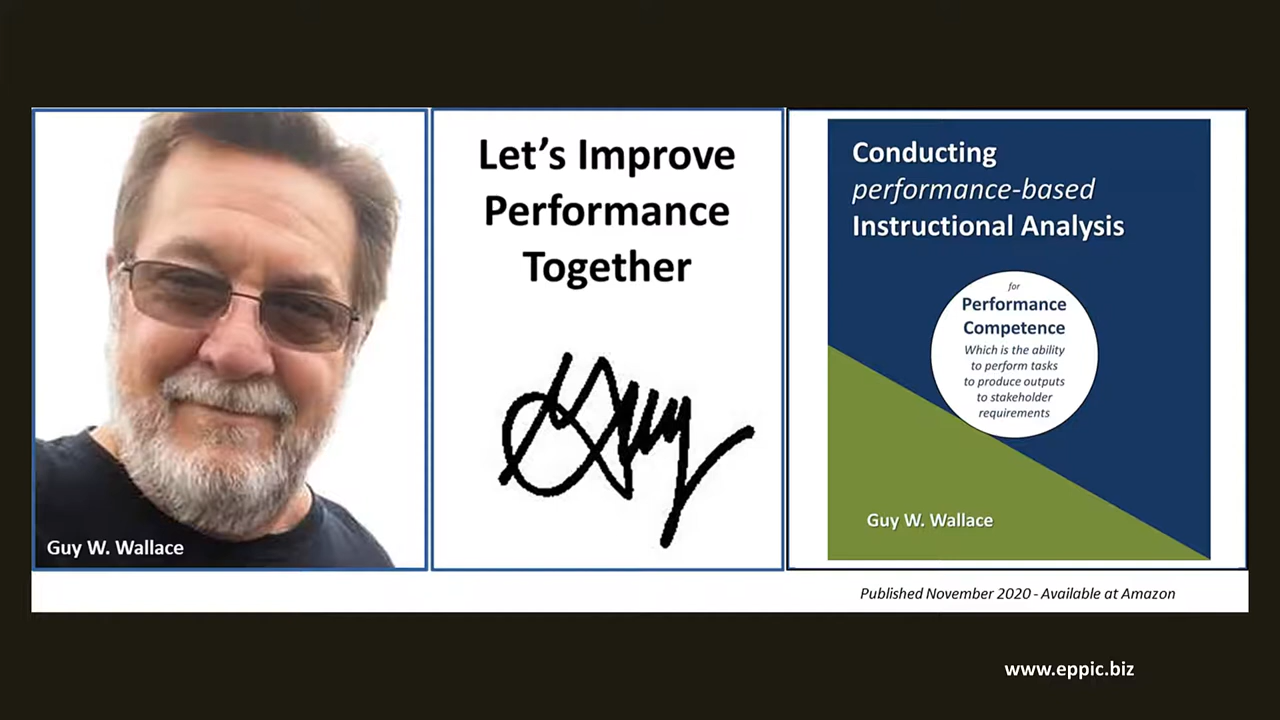 Guy W. Wallace
Let's Improve
Performance
Together
Guy
Conducting
performance-based
Instructional Analysis
for
Performance
Competence
Which is the ability
to perform tasks
to produce outputs
to stakeholder
requirements
Guy W. Wallace
Published November 2020 - Available at Amazon
www.eppic.biz